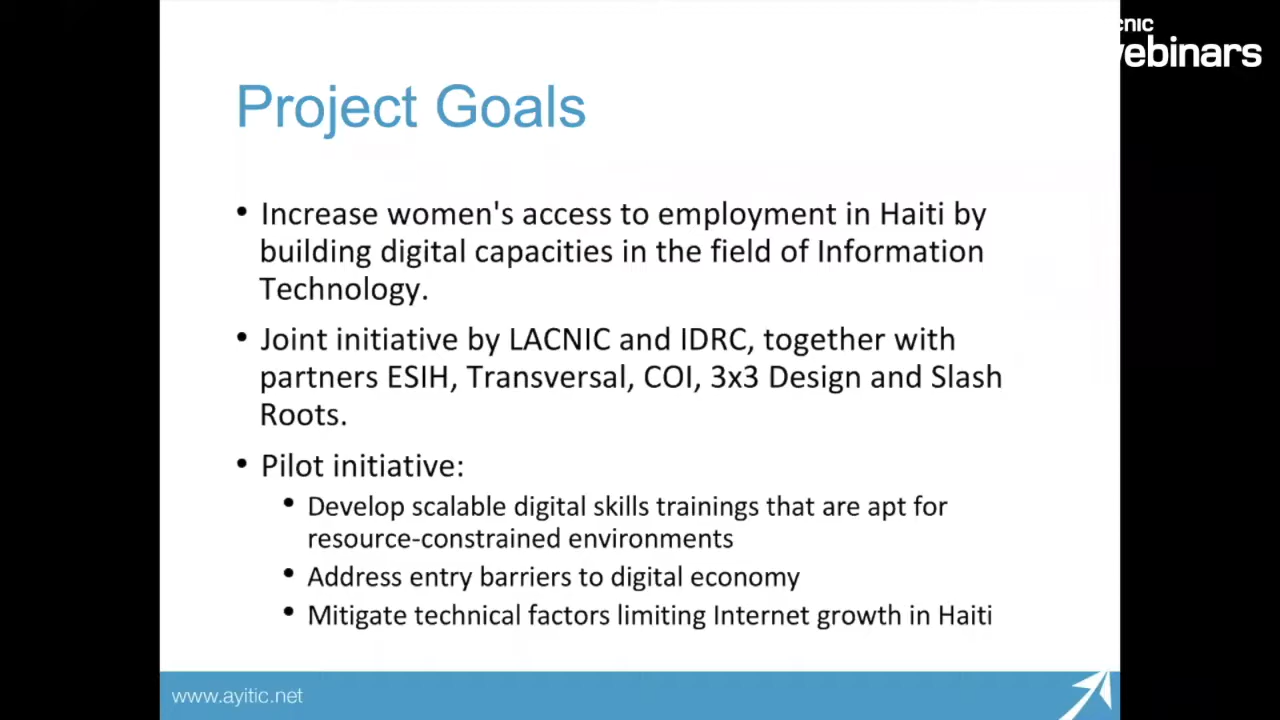 cnic
webinars
Project Goals
• Increase women's access to employment in Haiti by
building digital capacities in the field of Information
Technology.
• Joint initiative by LACNIC and IDRC, together with
partners ESIH, Transversal, COI, 3x3 Design and Slash
Roots.
• Pilot initiative:
• Develop scalable digital skills trainings that are apt for
resource-constrained environments
• Address entry barriers to digital economy
• Mitigate technical factors limiting Internet growth in Haiti
www.ayitic.net